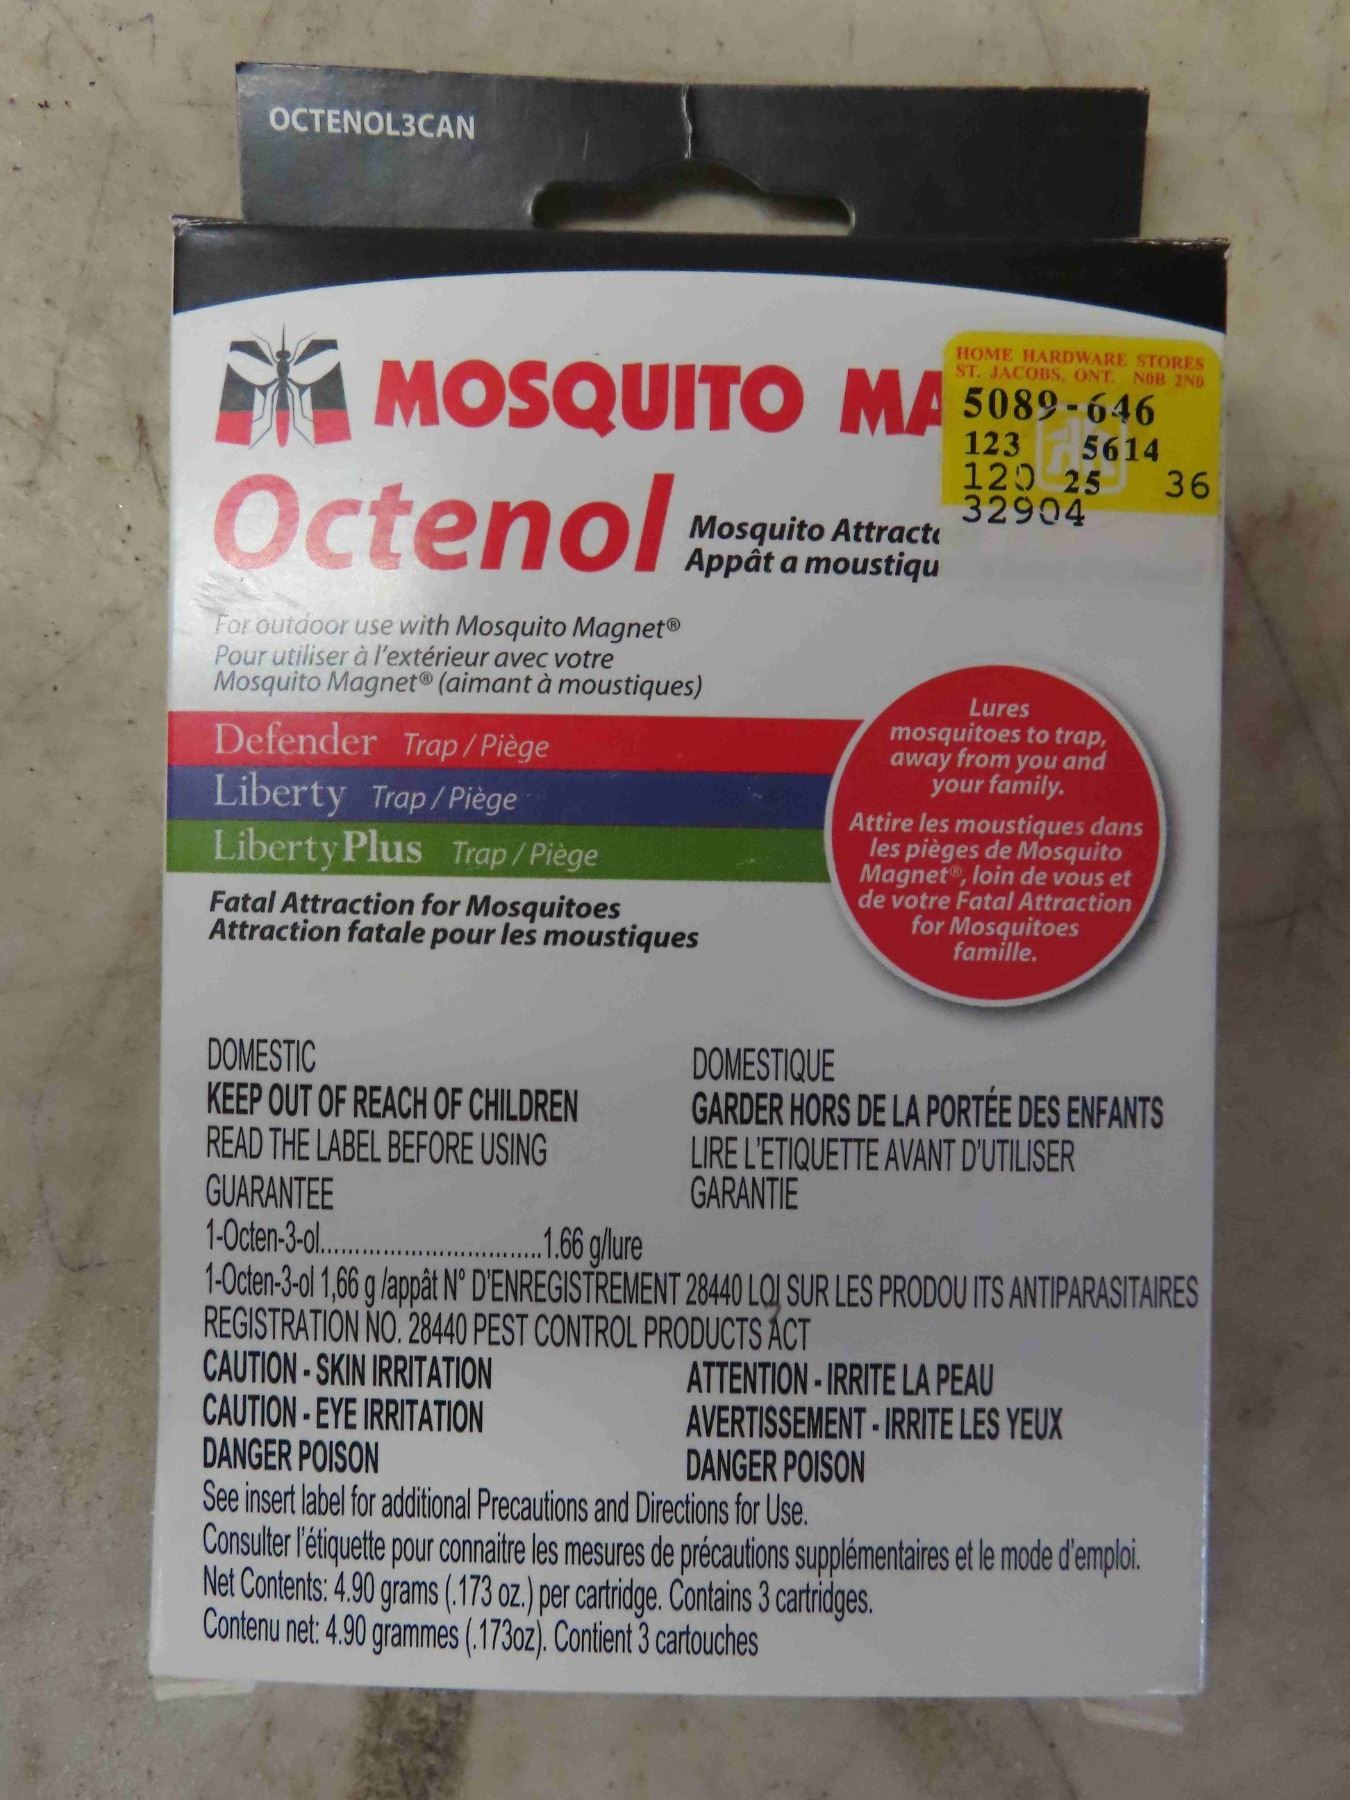 OCTENOL3CAN
MOSQUITO MA
HOME HARDWARE STORES
ST. JACOBS, ONT. N0B 2N0
5089-646
123 5614
120 25 36
32904
Octenol
Mosquito Attract
Appât a moustiqu
For outdoor use with Mosquito Magnet®
Pour utiliser à l'extérieur avec votre
Mosquito Magnet® (aimant à moustiques)
Defender Trap / Piège
Liberty Trap / Piège
LibertyPlus Trap / Piège
Lures
mosquitoes to trap,
away from you and
your family.
Attire les moustiques dans
les pièges de Mosquito
Magnet®, loin de vous et
de votre Fatal Attraction
for Mosquitoes
famille.
Fatal Attraction for Mosquitoes
Attraction fatale pour les moustiques
DOMESTIC
KEEP OUT OF REACH OF CHILDREN
READ THE LABEL BEFORE USING
GUARANTEE
DOMESTIQUE
GARDER HORS DE LA PORTÉE DES ENFANTS
LIRE L'ETIQUETTE AVANT D'UTILISER
GARANTIE
1-Octen-3-ol................................1.66 g/lure
1-Octen-3-ol 1,66 g /appât N° D'ENREGISTREMENT 28440 LOI SUR LES PRODOU ITS ANTIPARASITAIRES
REGISTRATION NO. 28440 PEST CONTROL PRODUCTS ACT
CAUTION - SKIN IRRITATION
CAUTION - EYE IRRITATION
DANGER POISON
ATTENTION - IRRITE LA PEAU
AVERTISSEMENT - IRRITE LES YEUX
DANGER POISON
See insert label for additional Precautions and Directions for Use.
Consulter l'étiquette pour connaitre les mesures de précautions supplémentaires et le mode d'emploi.
Net Contents: 4.90 grams (.173 oz.) per cartridge. Contains 3 cartridges.
Contenu net: 4.90 grammes (.173oz). Contient 3 cartouches